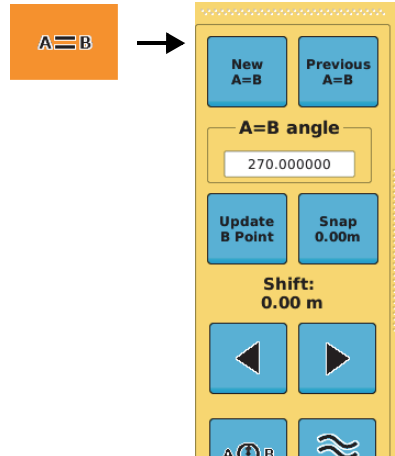 A=B
New
A=B
Previous
A=B
A=B angle
270.000000
Update
B Point
Snap
0.00m
Shift:
0.00 m
A B